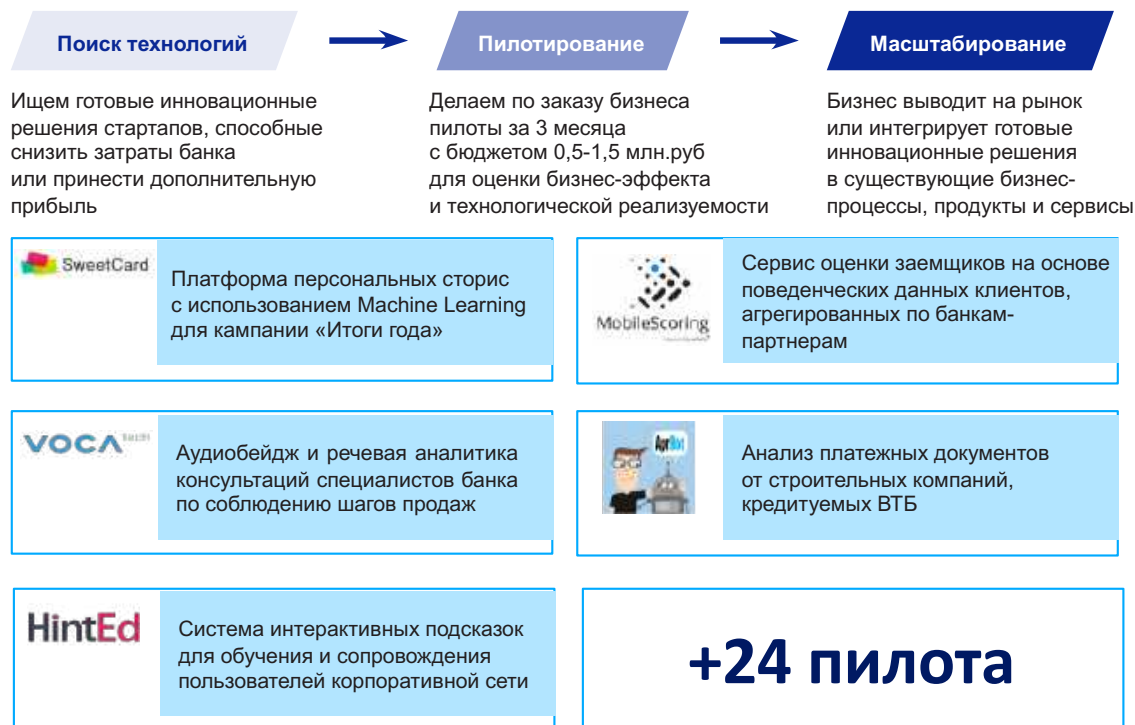 Поиск технологий
Пилотирование
Масштабирование
Ищем готовые инновационные
решения стартапов, способные
снизить затраты банка
или принести дополнительную
прибыль
Делаем по заказу бизнеса
пилоты за 3 месяца
с бюджетом 0,5-1,5 млн.руб
для оценки бизнес-эффекта
и технологической реализуемости
Бизнес выводит на рынок
или интегрирует готовые
инновационные решения
в существующие бизнес-
процессы, продукты и сервисы
SweetCard
Платформа персональных сторис
с использованием Machine Learning
для кампании «Итоги года»
MobileScoring
Сервис оценки заемщиков на основе
поведенческих данных клиентов,
агрегированных по банкам-
партнерам
VOCA
Аудиобейдж и речевая аналитика
консультаций специалистов банка
по соблюдению шагов продаж
Анализ платежных документов
от строительных компаний,
кредитуемых ВТБ
HintEd
Система интерактивных подсказок
для обучения и сопровождения
пользователей корпоративной сети
+24 пилота